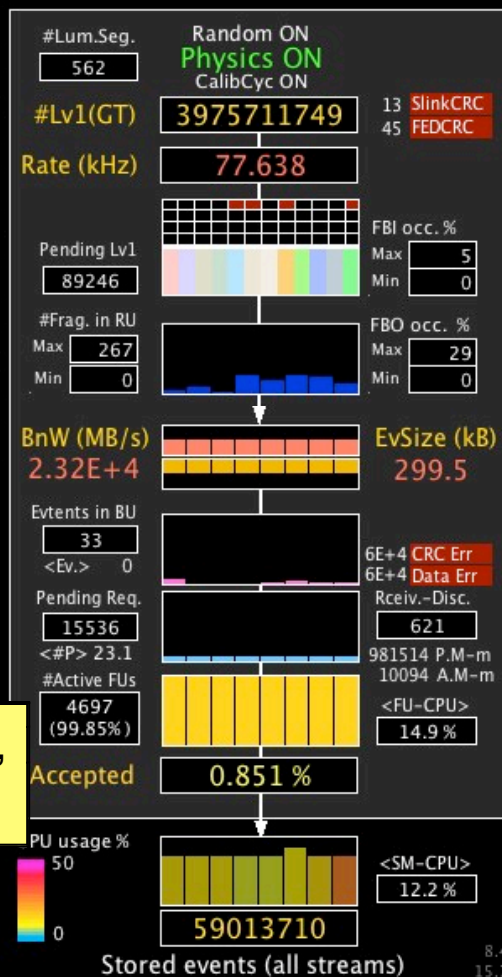 #Lum.Seg.
562
Random ON
Physics ON
CalibCyc ON
#Lv1(GT)
3975711749
13 SlinkCRC
45 FEDCRC
Rate (kHz)
77.638
Pending Lv1
89246
FBI occ. %
Max 5
Min 0
#Frag. in RU
Max 267
Min 0
FBO occ. %
Max 29
Min 0
BnW (MB/s)
2.32E+4
EvSize (kB)
299.5
Evtents in BU
33
<Ev.> 0
6E+4 CRC Err
6E+4 Data Err
Pending Req.
15536
<#P> 23.1
Rceiv.-Disc.
621
981514 P.M-m
10094 A.M-m
#Active FUs
4697
(99.85%)
<FU-CPU>
14.9 %
,
Accepted
0.851 %
PU usage %
50
0
<SM-CPU>
12.2 %
59013710
Stored events (all streams)